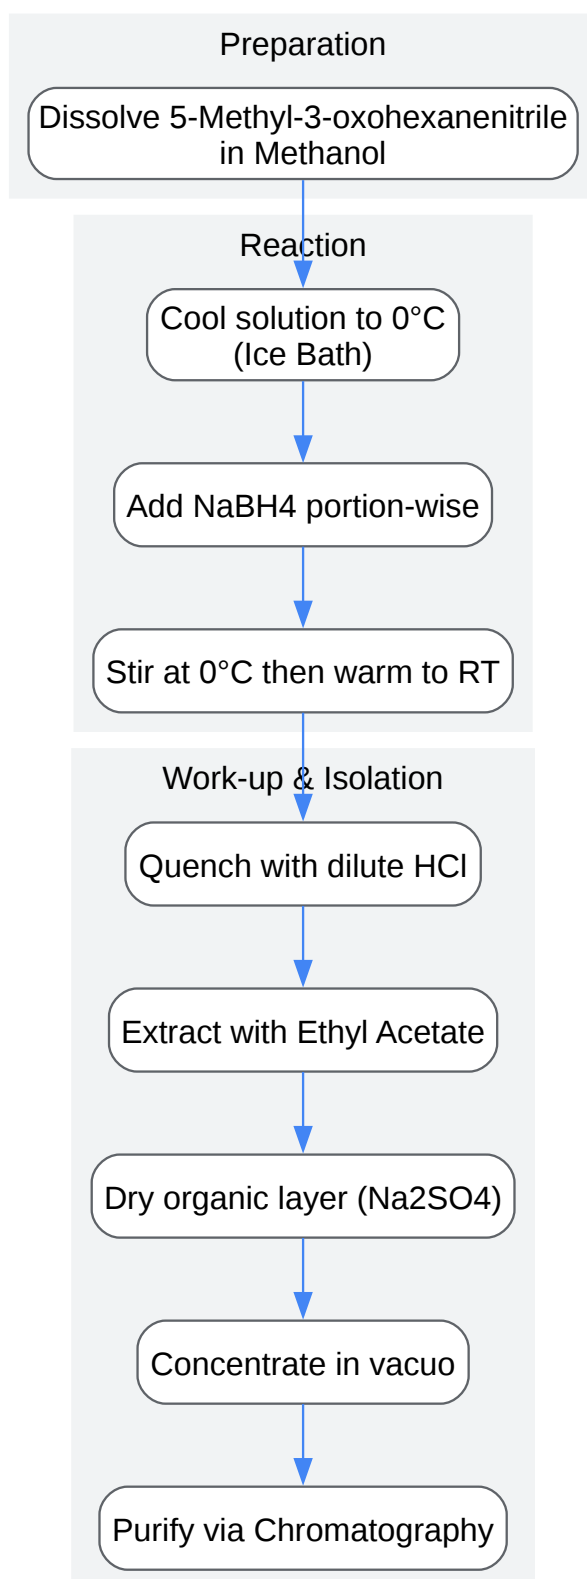 Preparation
Dissolve 5-Methyl-3-oxohexanenitrile
in Methanol
Reaction
Cool solution to 0°C
(Ice Bath)
Add NaBH4 portion-wise
Stir at 0°C then warm to RT
Work-up & Isolation
Quench with dilute HCl
Extract with Ethyl Acetate
Dry organic layer (Na2SO4)
Concentrate in vacuo
Purify via Chromatography